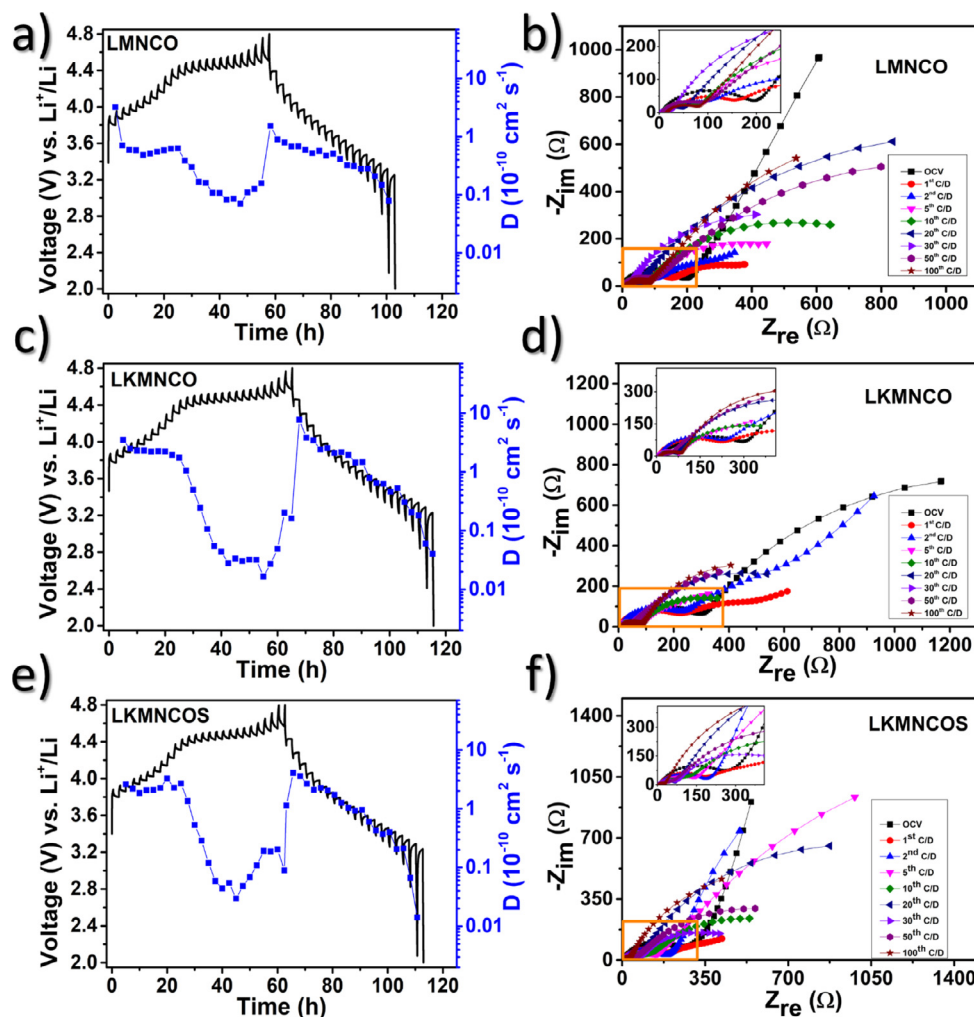 a)
LMNCO
Voltage (V) vs. Li⁺/Li
4.8
4.4
4.0
3.6
3.2
2.8
2.4
2.0
0 20 40 60 80 100 120
Time (h)
10
1
0.1
0.01
D (10⁻¹⁰ cm² s⁻¹)
b)
LMNCO
-Z_im (Ω)
1000
800
600
400
200
0
0 200 400 600 800 1000
Z_re (Ω)
200
100
0
0 100 200
OCV
1ˢᵗ C/D
2ⁿᵈ C/D
5ᵗʰ C/D
10ᵗʰ C/D
20ᵗʰ C/D
30ᵗʰ C/D
50ᵗʰ C/D
100ᵗʰ C/D
c)
LKMNCO
Voltage (V) vs. Li⁺/Li
4.8
4.4
4.0
3.6
3.2
2.8
2.4
2.0
0 20 40 60 80 100 120
Time (h)
10
1
0.1
0.01
D (10⁻¹⁰ cm² s⁻¹)
d)
LKMNCO
-Z_im (Ω)
1200
1000
800
600
400
200
0
0 200 400 600 800 1000 1200
Z_re (Ω)
300
150
0
0 150 300
OCV
1ˢᵗ C/D
2ⁿᵈ C/D
5ᵗʰ C/D
10ᵗʰ C/D
20ᵗʰ C/D
30ᵗʰ C/D
50ᵗʰ C/D
100ᵗʰ C/D
e)
LKMNCOS
Voltage (V) vs. Li⁺/Li
4.8
4.4
4.0
3.6
3.2
2.8
2.4
2.0
0 20 40 60 80 100 120
Time (h)
10
1
0.1
0.01
D (10⁻¹⁰ cm² s⁻¹)
f)
LKMNCOS
-Z_im (Ω)
1400
1050
700
350
0
0 350 700 1050 1400
Z_re (Ω)
300
150
0
0 150 300
OCV
1ˢᵗ C/D
2ⁿᵈ C/D
5ᵗʰ C/D
10ᵗʰ C/D
20ᵗʰ C/D
30ᵗʰ C/D
50ᵗʰ C/D
100ᵗʰ C/D